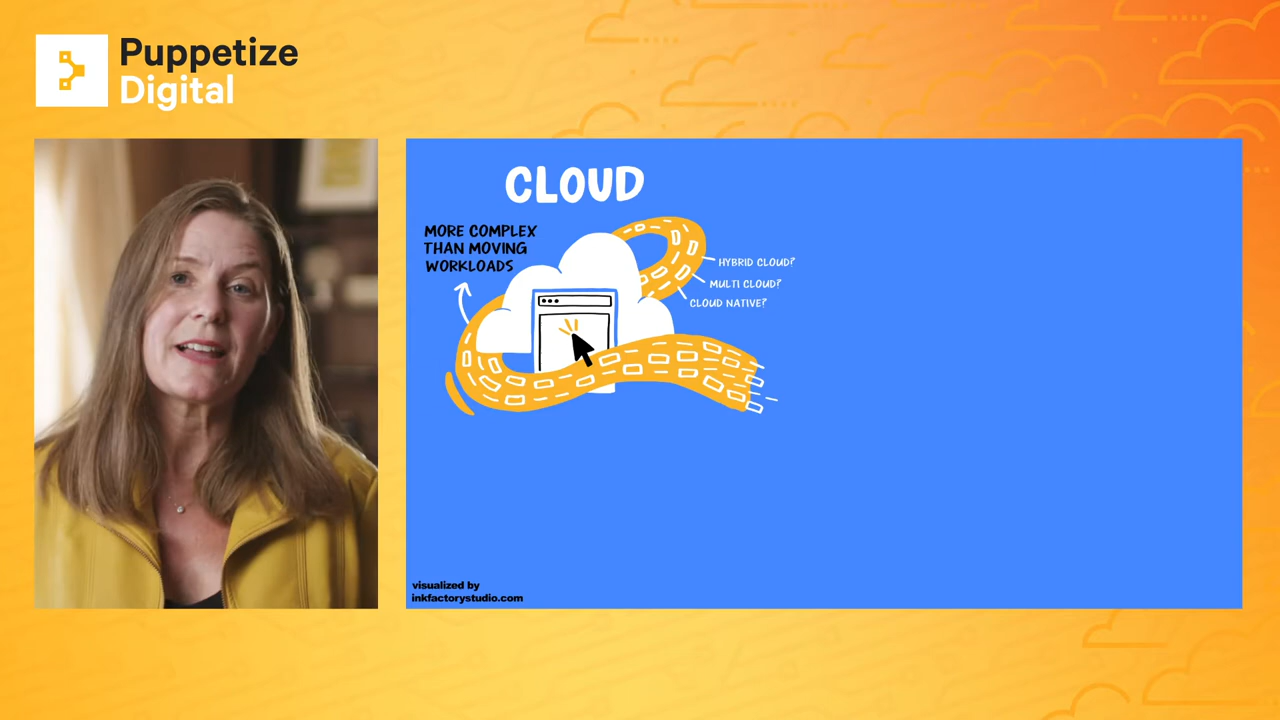 Puppetize
Digital
CLOUD
MORE COMPLEX
THAN MOVING
WORKLOADS
HYBRID CLOUD?
MULTI CLOUD?
CLOUD NATIVE?
visualized by
inkfactorystudio.com